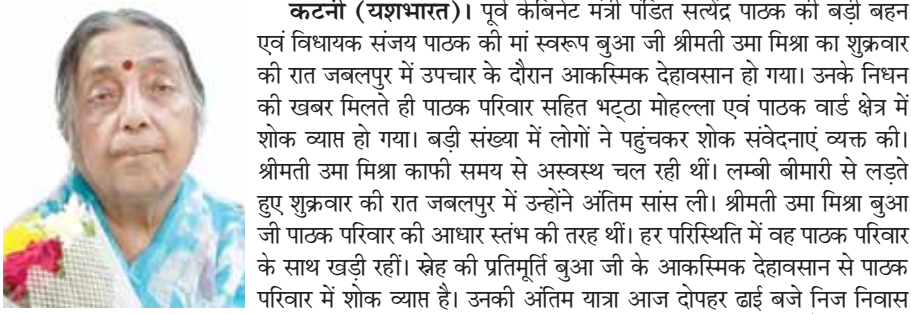 कटनी (यशभारत)। पूर्व केबिनेट मंत्री पंडित सत्येंद्र पाठक की बड़ी बहन
एवं विधायक संजय पाठक की मां स्वरूप बुआ जी श्रीमती उमा मिश्रा का शुक्रवार
की रात जबलपुर में उपचार के दौरान आकस्मिक देहावसान हो गया। उनके निधन
की खबर मिलते ही पाठक परिवार सहित भट्ठा मोहल्ला एवं पाठक वार्ड क्षेत्र में
शोक व्याप्त हो गया। बड़ी संख्या में लोगों ने पहुंचकर शोक संवेदनाएं व्यक्त की।
श्रीमती उमा मिश्रा काफी समय से अस्वस्थ चल रही थीं। लम्बी बीमारी से लड़ते
हुए शुक्रवार की रात जबलपुर में उन्होंने अंतिम सांस ली। श्रीमती उमा मिश्रा बुआ
जी पाठक परिवार की आधार स्तंभ की तरह थीं। हर परिस्थिति में वह पाठक परिवार
के साथ खड़ी रहीं। स्नेह की प्रतिमूर्ति बुआ जी के आकस्मिक देहावसान से पाठक
परिवार में शोक व्याप्त है। उनकी अंतिम यात्रा आज दोपहर ढाई बजे निज निवास